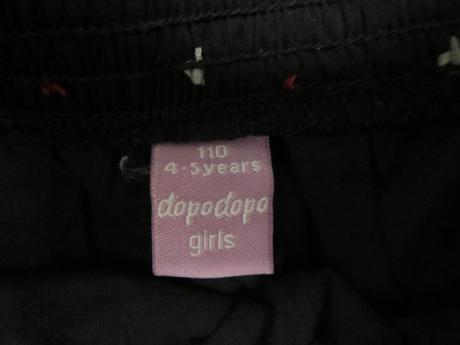 110
4-5years
dopodopo
girls